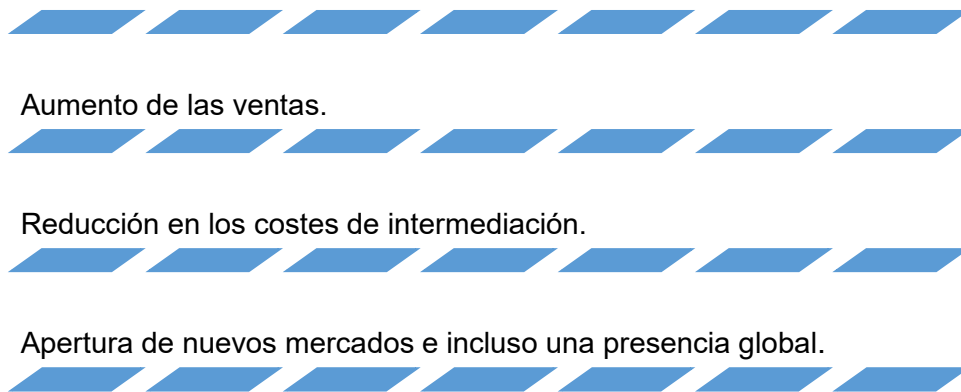 Aumento de las ventas.
Reducción en los costes de intermediación.
Apertura de nuevos mercados e incluso una presencia global.